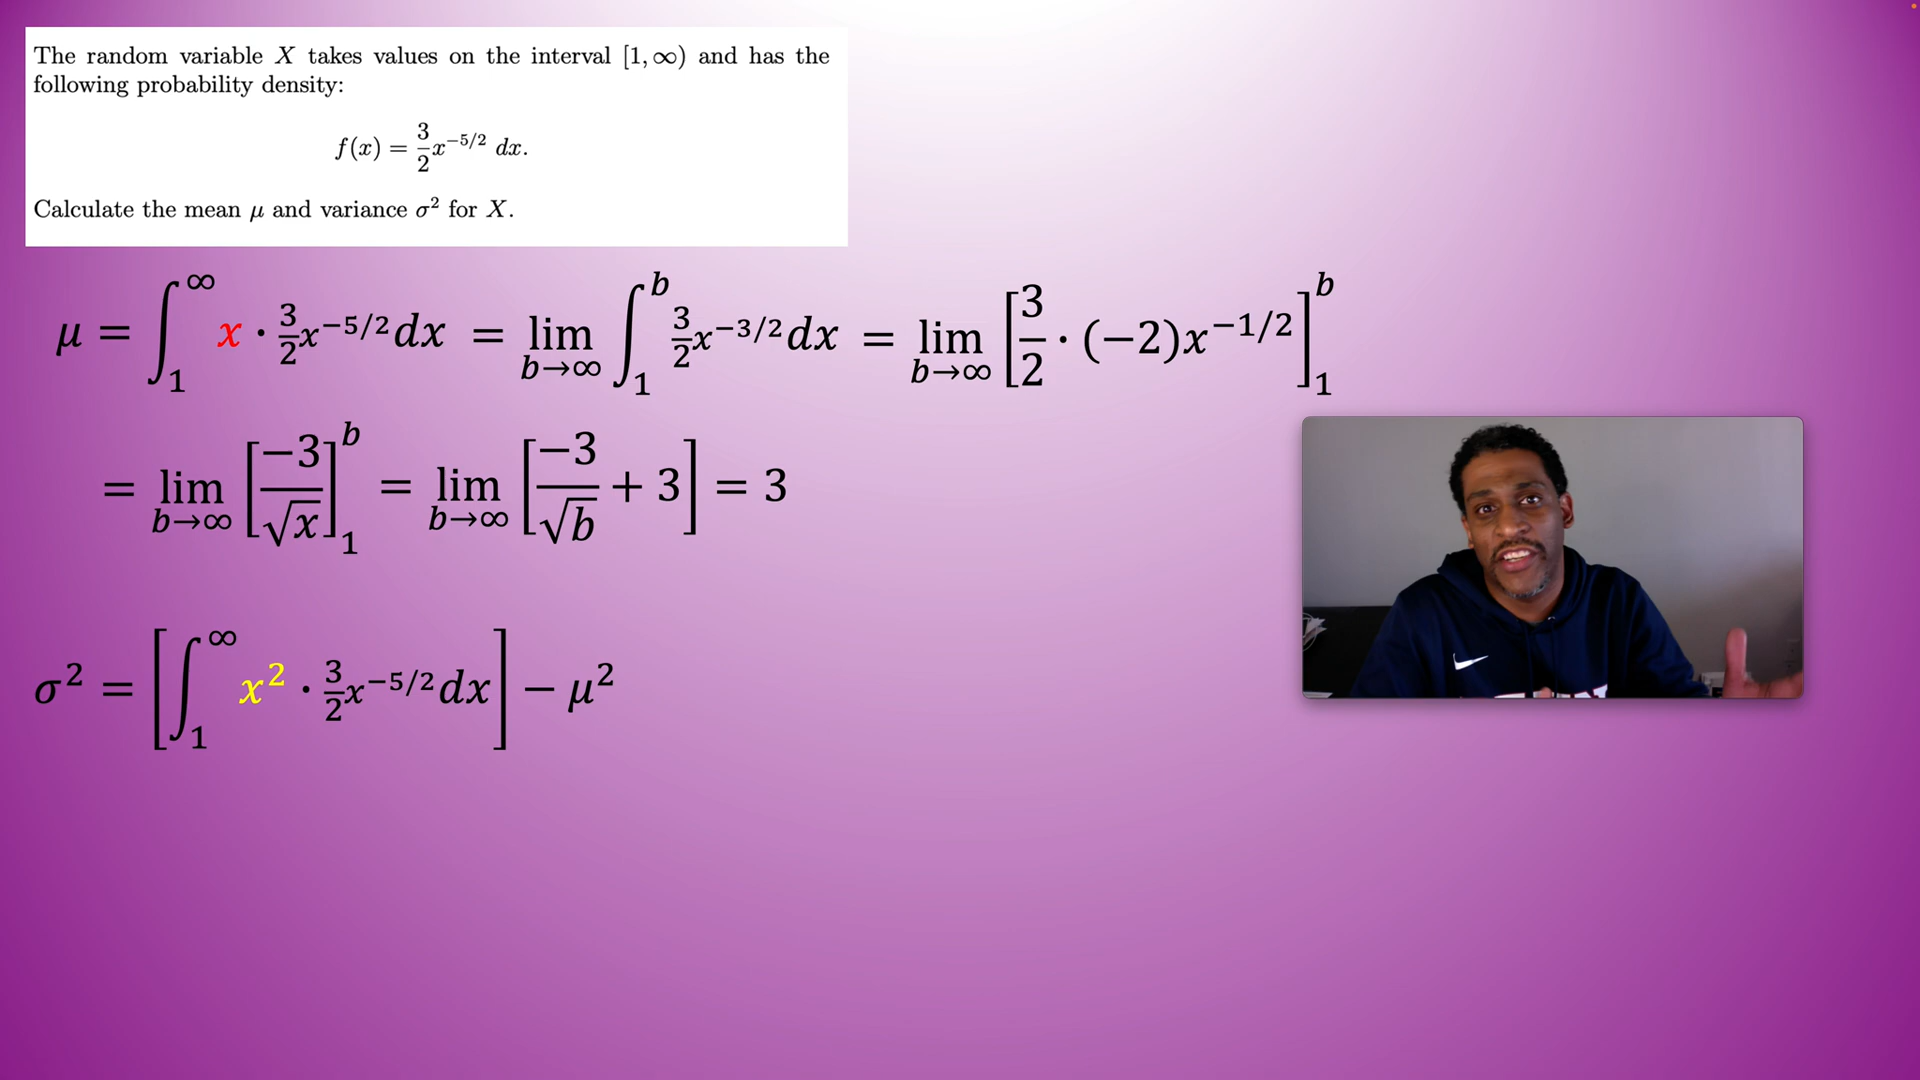 The random variable X takes values on the interval [1, ∞) and has the
following probability density:
f(x) = 3/2 x^{−5/2} dx.
Calculate the mean μ and variance σ² for X.
μ = ∫_1^∞ x · 3/2 x^{−5/2} dx = lim_{b→∞} ∫_1^b 3/2 x^{−3/2} dx = lim_{b→∞} [3/2 · (−2)x^{−1/2}]_1^b
= lim_{b→∞} [−3/√x]_1^b = lim_{b→∞} [−3/√b + 3] = 3
σ² = [∫_1^∞ x² · 3/2 x^{−5/2} dx] − μ²